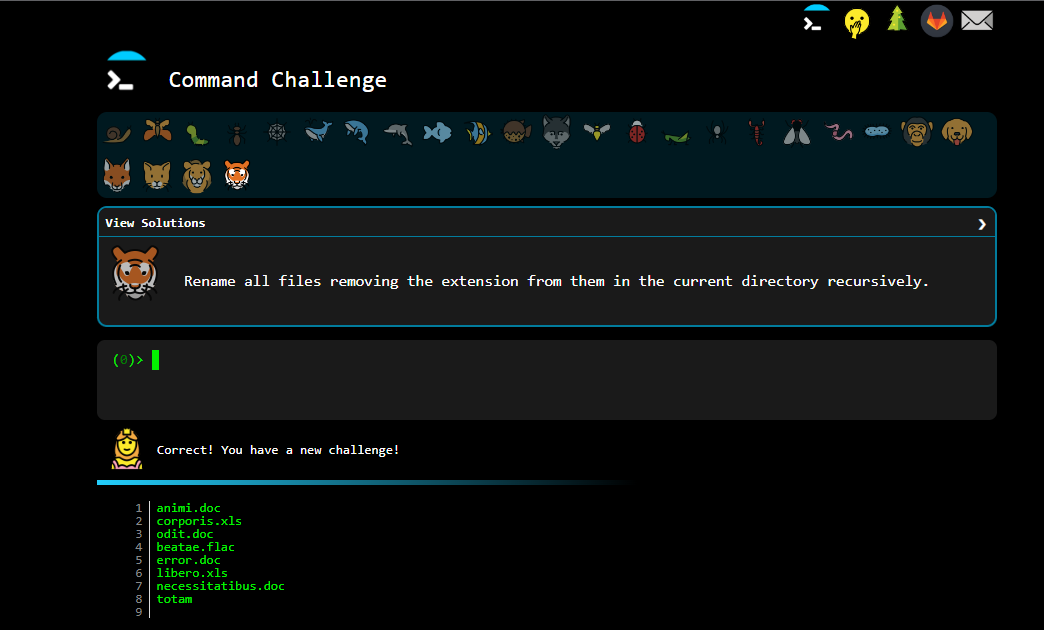 Command Challenge
View Solutions
Rename all files removing the extension from them in the current directory recursively.
(0)>
Correct! You have a new challenge!
1 animi.doc
2 corporis.xls
3 odit.doc
4 beatae.flac
5 error.doc
6 libero.xls
7 necessitatibus.doc
8 totam
9